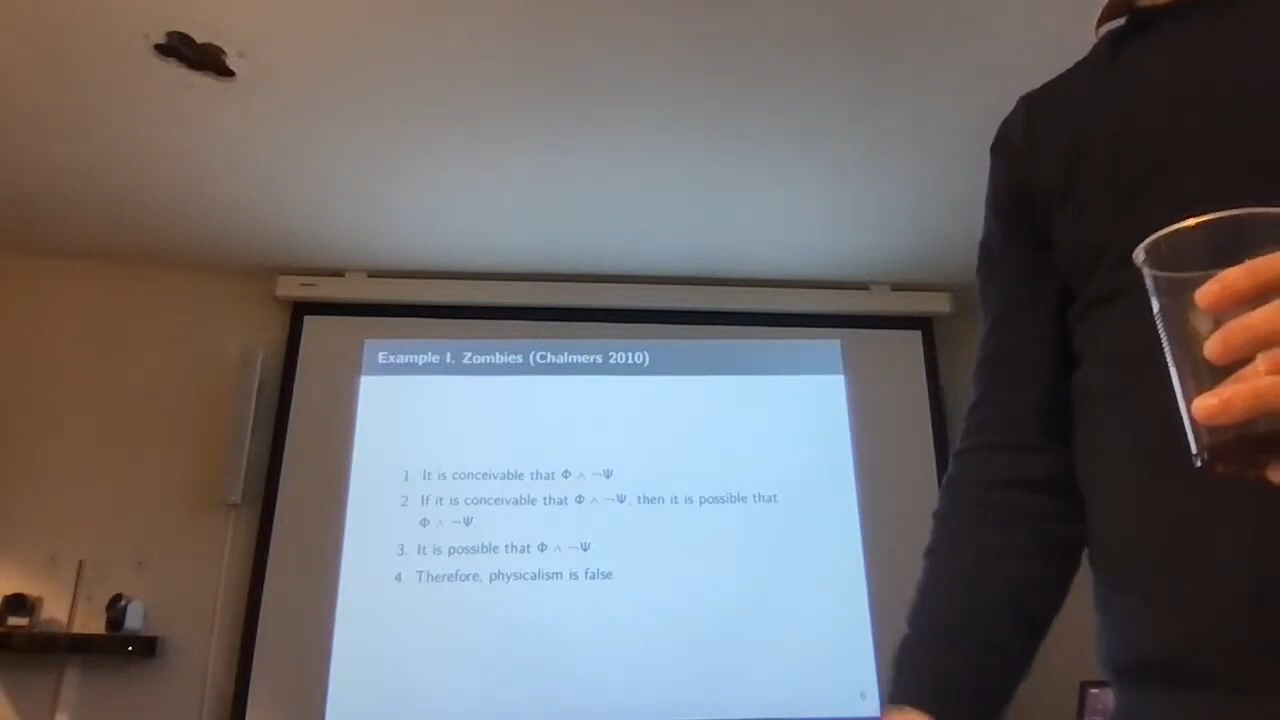 Example I. Zombies (Chalmers 2010)
1. It is conceivable that Φ ∧ ¬Ψ
2. If it is conceivable that Φ ∧ ¬Ψ, then it is possible that
Φ ∧ ¬Ψ
3. It is possible that Φ ∧ ¬Ψ
4. Therefore, physicalism is false.
6